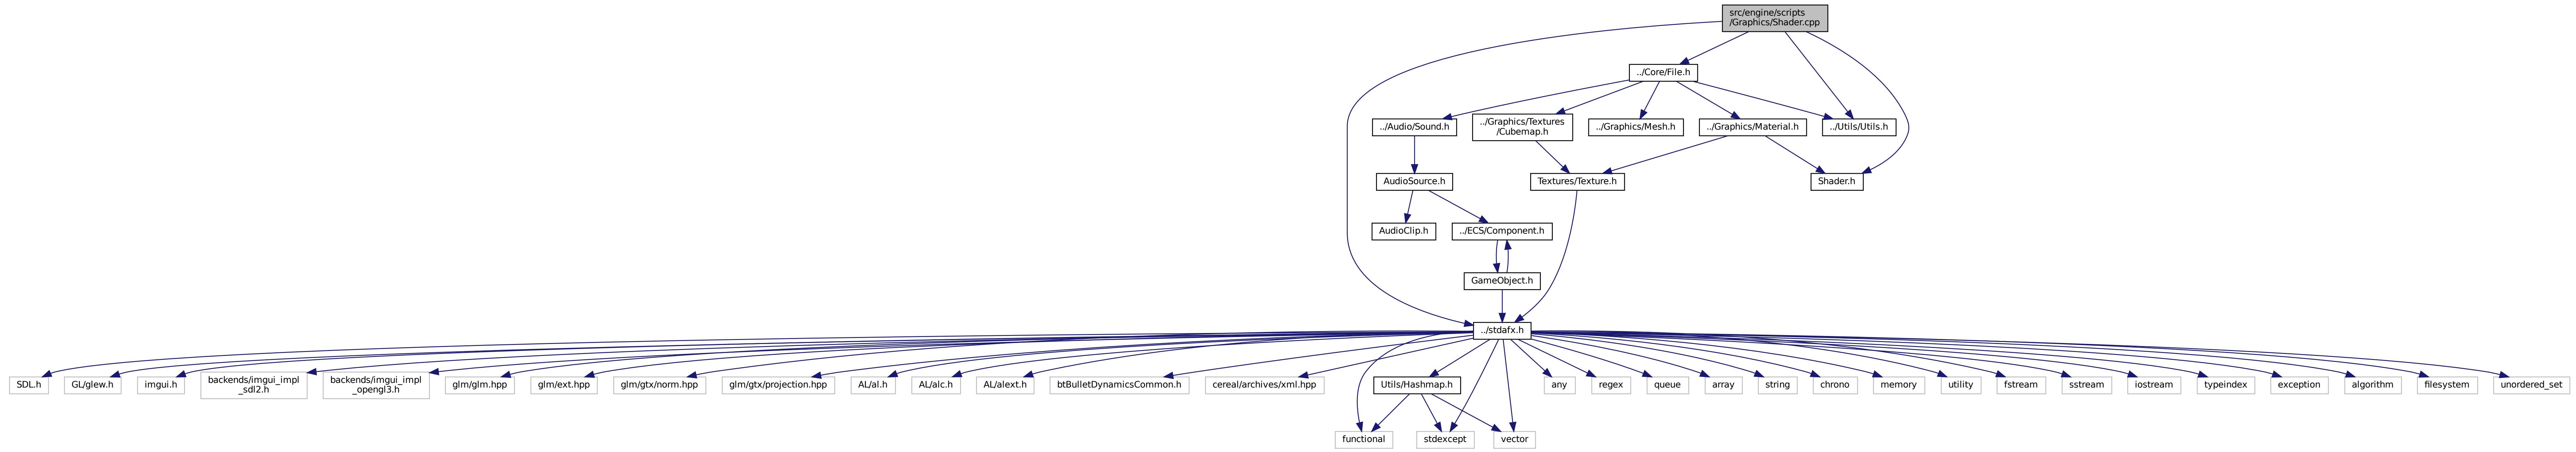 src/engine/scripts
/Graphics/Shader.cpp
../Core/File.h
../Audio/Sound.h
../Graphics/Textures
/Cubemap.h
../Graphics/Mesh.h
../Graphics/Material.h
../Utils/Utils.h
AudioSource.h
Textures/Texture.h
Shader.h
AudioClip.h
../ECS/Component.h
GameObject.h
../stdafx.h
SDL.h
GL/glew.h
imgui.h
backends/imgui_impl
_sdl2.h
backends/imgui_impl
_opengl3.h
glm/glm.hpp
glm/ext.hpp
glm/gtx/norm.hpp
glm/gtx/projection.hpp
AL/al.h
AL/alc.h
AL/alext.h
btBulletDynamicsCommon.h
cereal/archives/xml.hpp
Utils/Hashmap.h
any
regex
queue
array
string
chrono
memory
utility
fstream
sstream
iostream
typeindex
exception
algorithm
filesystem
unordered_set
functional
stdexcept
vector